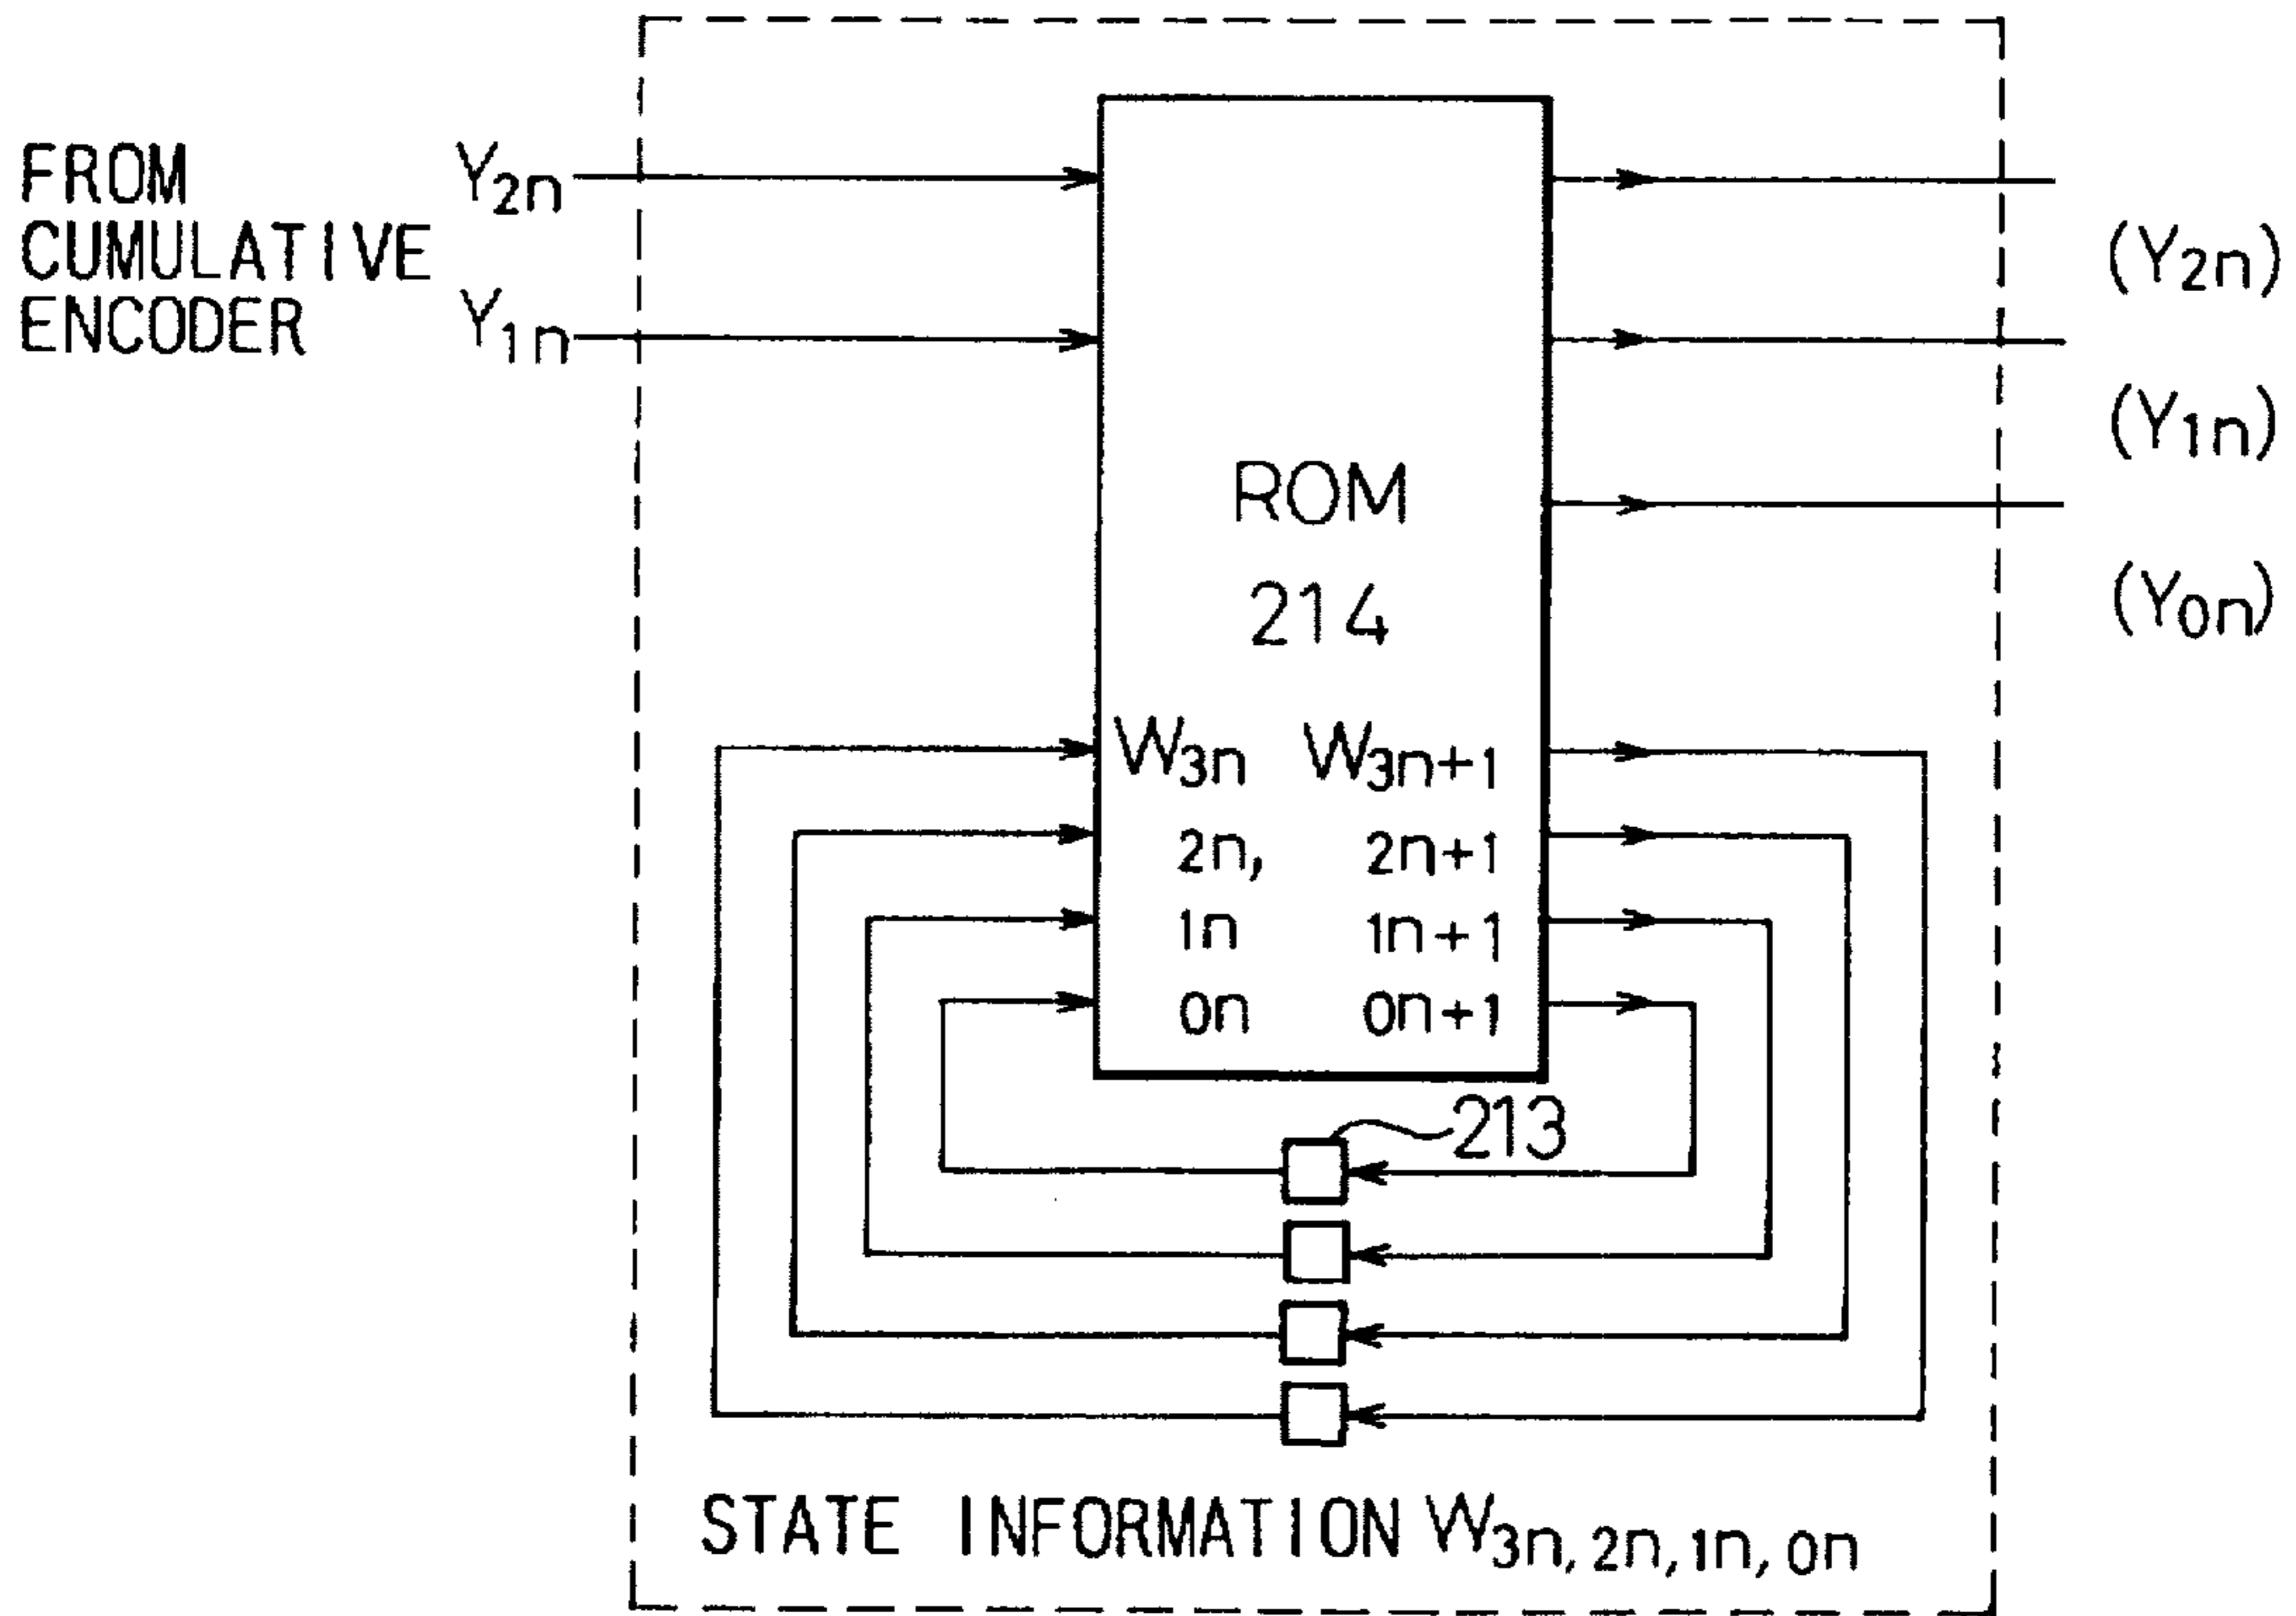 FROM
CUMULATIVE
ENCODER
Y2n
Y1n
(Y2n)
(Y1n)
(Y0n)
ROM
214
W3n W3n+1
2n, 2n+1
1n 1n+1
0n 0n+1
213
STATE INFORMATION W3n, 2n, 1n, 0n